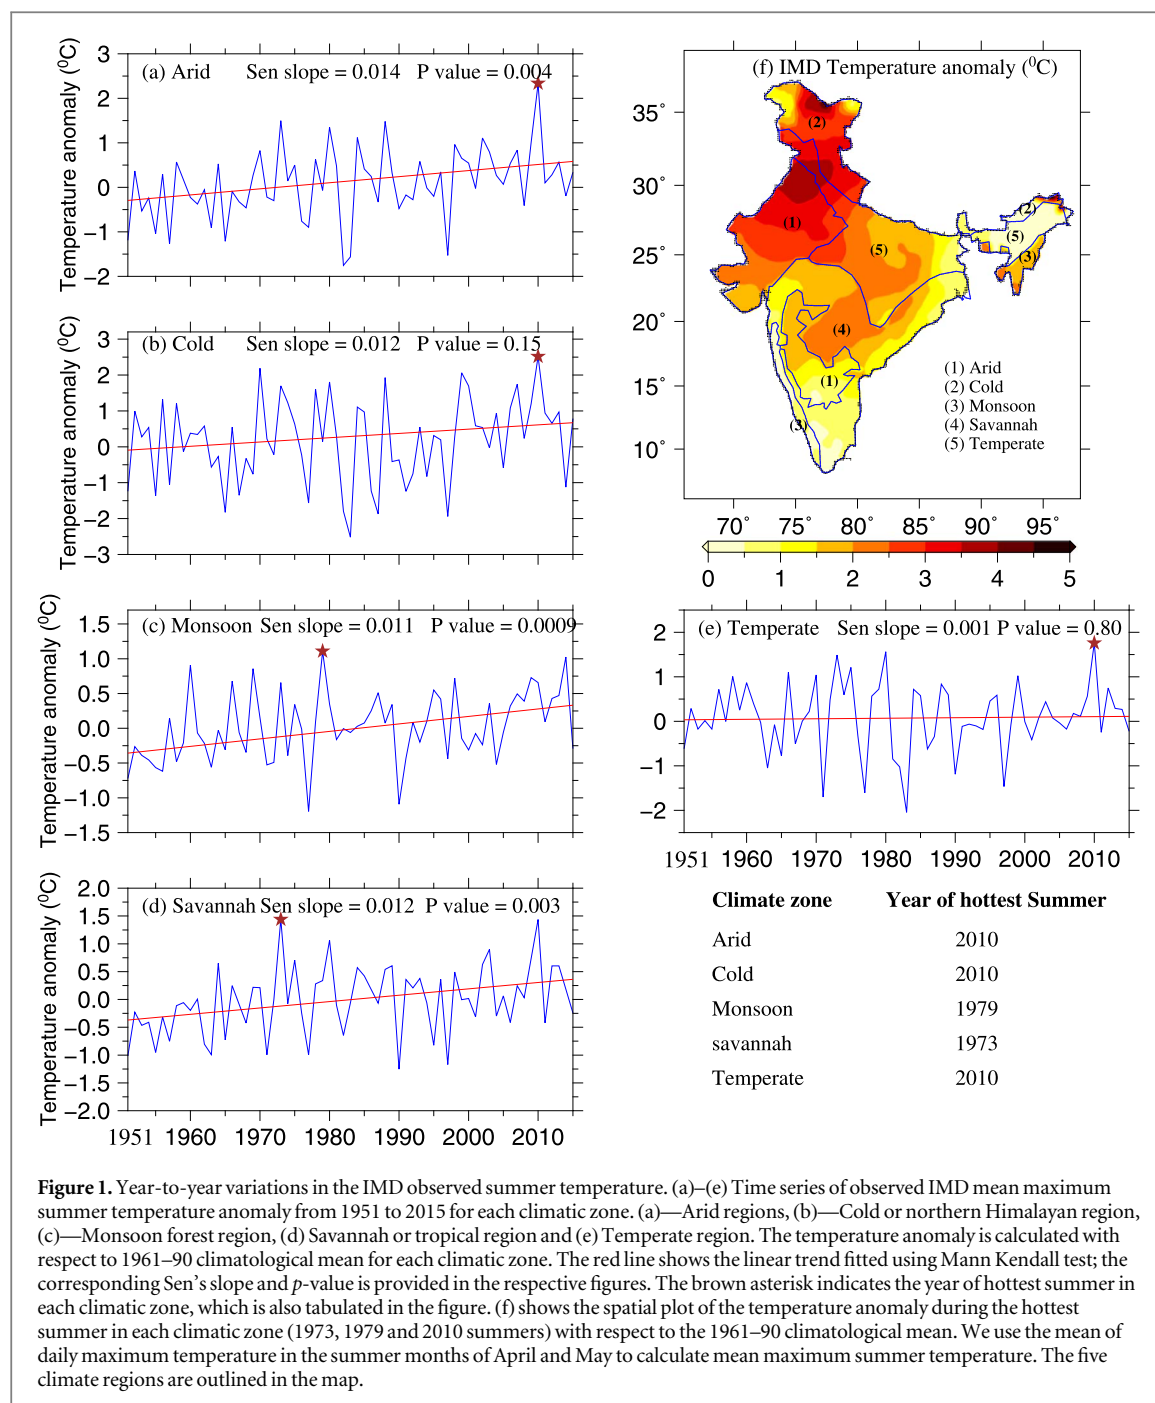 (a) Arid Sen slope = 0.014 P value = 0.004
Temperature anomaly (⁰C)
3
2
1
0
−1
−2
(b) Cold Sen slope = 0.012 P value = 0.15
Temperature anomaly (⁰C)
3
2
1
0
−1
−2
−3
(c) Monsoon Sen slope = 0.011 P value = 0.0009
Temperature anomaly (⁰C)
1.5
1.0
0.5
0.0
−0.5
−1.0
−1.5
(d) Savannah Sen slope = 0.012 P value = 0.003
Temperature anomaly (⁰C)
2.0
1.5
1.0
0.5
0.0
−0.5
−1.0
−1.5
−2.0
1951 1960 1970 1980 1990 2000 2010
(f) IMD Temperature anomaly (⁰C)
35°
30°
25°
20°
15°
10°
(2)
(1)
(5)
(4)
(1)
(3)
(2)
(5)
(3)
(1) Arid
(2) Cold
(3) Monsoon
(4) Savannah
(5) Temperate
70° 75° 80° 85° 90° 95°
0 1 2 3 4 5
(e) Temperate Sen slope = 0.001 P value = 0.80
2
1
0
−1
−2
1951 1960 1970 1980 1990 2000 2010
Climate zone Year of hottest Summer
Arid 2010
Cold 2010
Monsoon 1979
savannah 1973
Temperate 2010
Figure 1. Year-to-year variations in the IMD observed summer temperature. (a)–(e) Time series of observed IMD mean maximum
summer temperature anomaly from 1951 to 2015 for each climatic zone. (a)—Arid regions, (b)—Cold or northern Himalayan region,
(c)—Monsoon forest region, (d) Savannah or tropical region and (e) Temperate region. The temperature anomaly is calculated with
respect to 1961–90 climatological mean for each climatic zone. The red line shows the linear trend fitted using Mann Kendall test; the
corresponding Sen's slope and p-value is provided in the respective figures. The brown asterisk indicates the year of hottest summer in
each climatic zone, which is also tabulated in the figure. (f) shows the spatial plot of the temperature anomaly during the hottest
summer in each climatic zone (1973, 1979 and 2010 summers) with respect to the 1961–90 climatological mean. We use the mean of
daily maximum temperature in the summer months of April and May to calculate mean maximum summer temperature. The five
climate regions are outlined in the map.